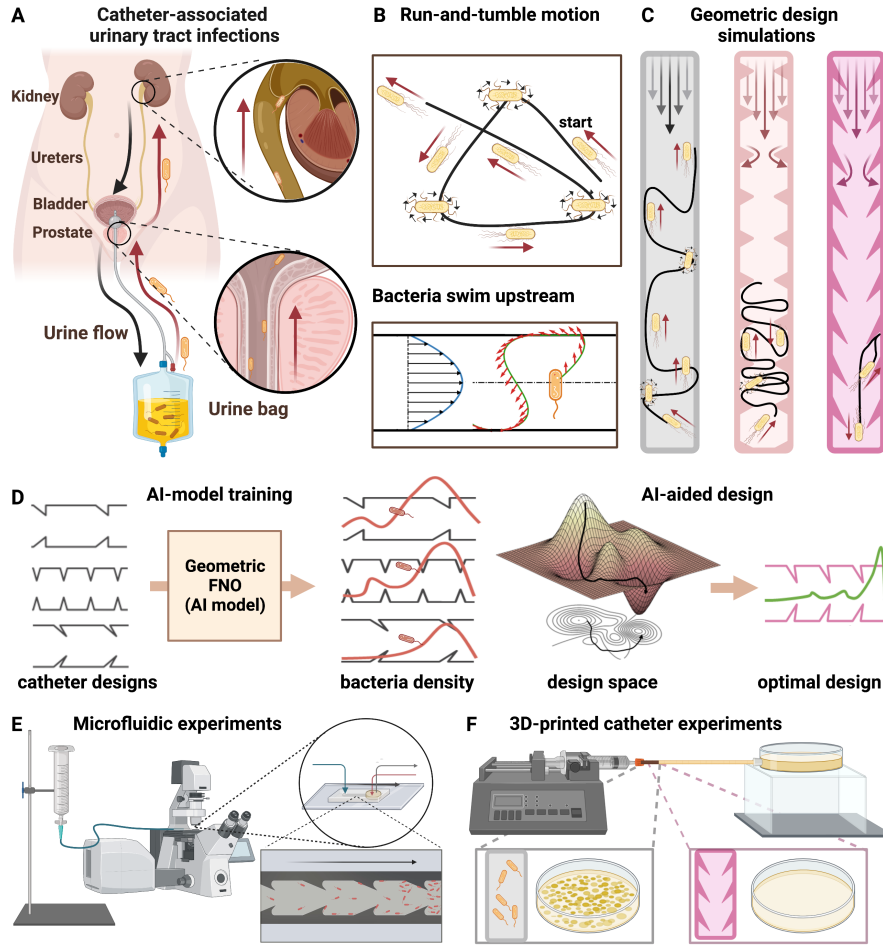 A
Catheter-associated
urinary tract infections
Kidney
Ureters
Bladder
Prostate
Urine flow
Urine bag
B
Run-and-tumble motion
start
Bacteria swim upstream
C
Geometric design
simulations
D
AI-model training
AI-aided design
Geometric
FNO
(AI model)
catheter designs
bacteria density
design space
optimal design
E
Microfluidic experiments
F
3D-printed catheter experiments